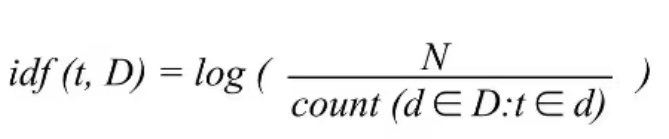 idf (t, D) = log ( N / count (d ∈ D:t ∈ d) )